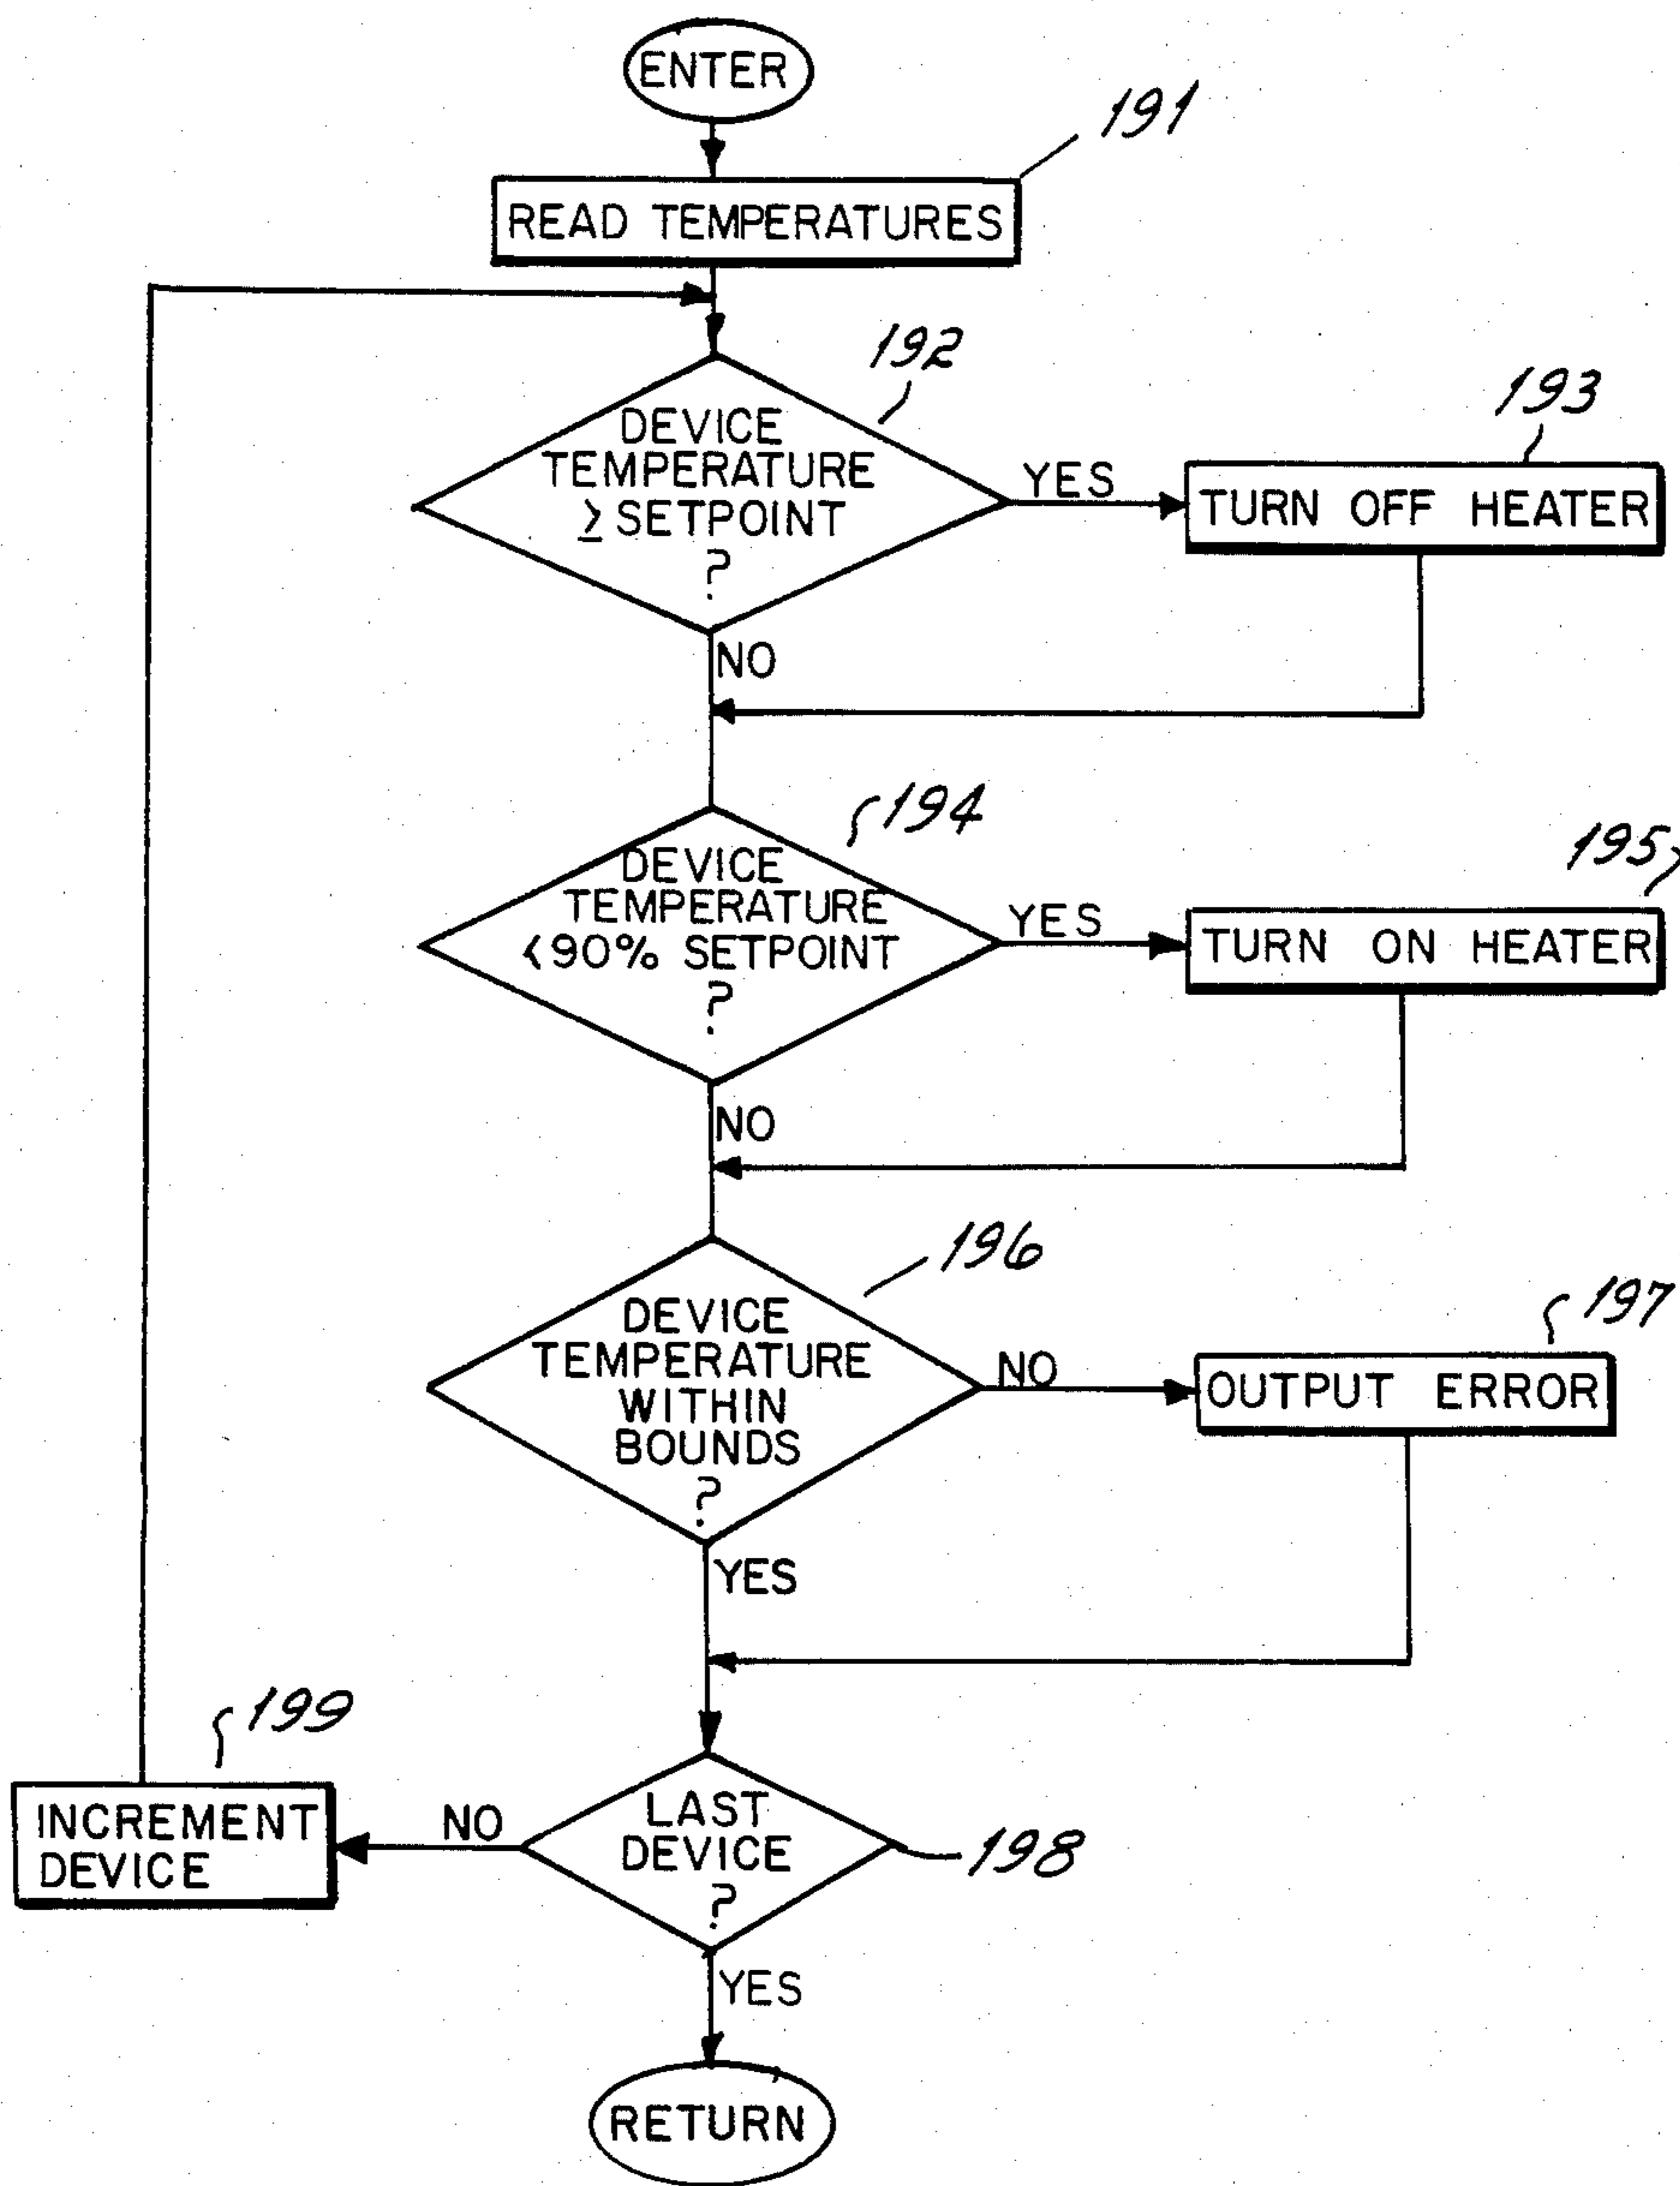 ENTER
191
READ TEMPERATURES
192
DEVICE
TEMPERATURE
≥ SETPOINT
?
YES
193
TURN OFF HEATER
NO
194
DEVICE
TEMPERATURE
<90% SETPOINT
?
YES
195
TURN ON HEATER
NO
196
DEVICE
TEMPERATURE
WITHIN
BOUNDS
?
NO
197
OUTPUT ERROR
YES
199
INCREMENT
DEVICE
NO
LAST
DEVICE
?
198
YES
RETURN